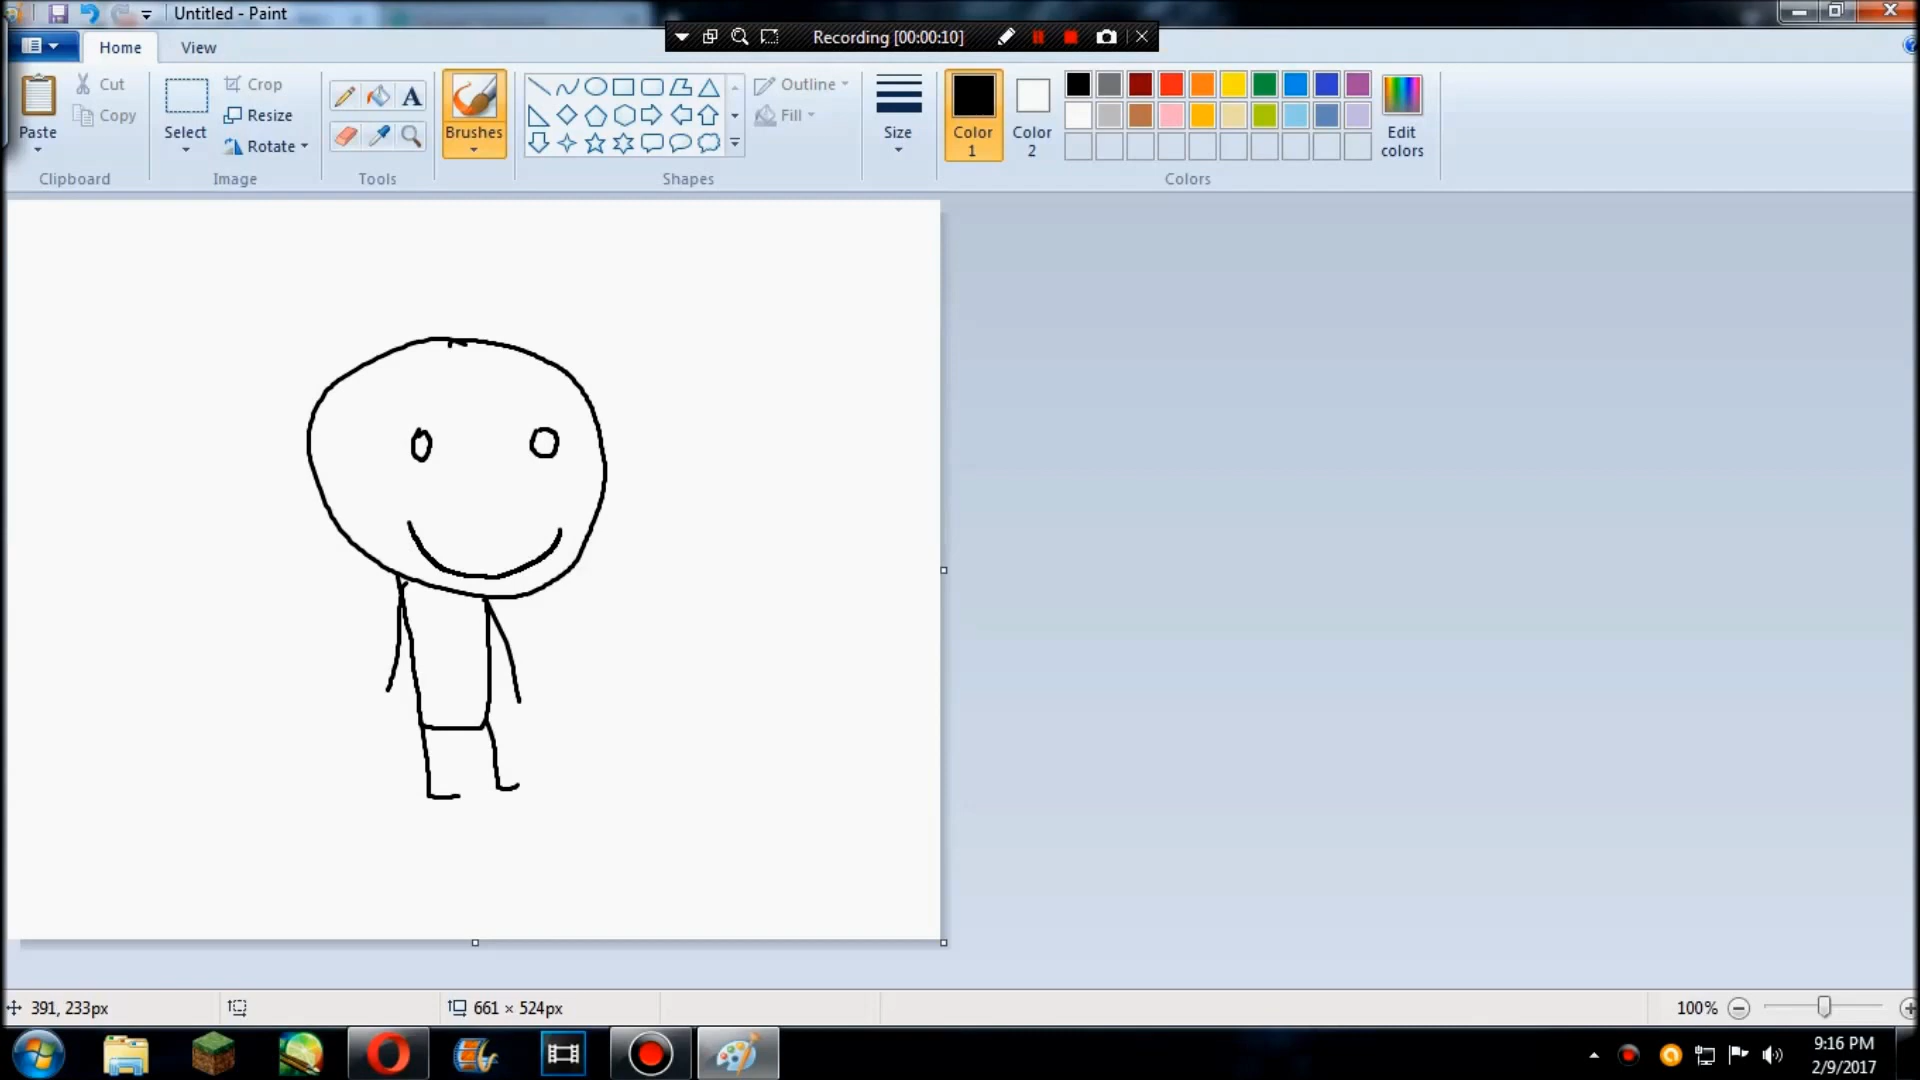 Untitled - Paint
Recording [00:00:10]
Home View
Paste
Cut
Copy
Clipboard
Select
Crop
Resize
Rotate
Image
A
Tools
Brushes
Outline
Fill
Shapes
Size
Color 1
Color 2
Edit colors
Colors
391, 233px
661 × 524px
100%
9:16 PM
2/9/2017